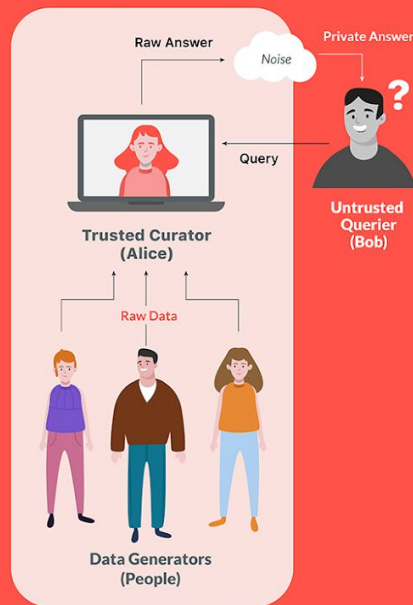 Raw Answer
Private Answer
Noise
?
Query
Trusted Curator
(Alice)
Untrusted
Querier
(Bob)
Raw Data
Data Generators
(People)